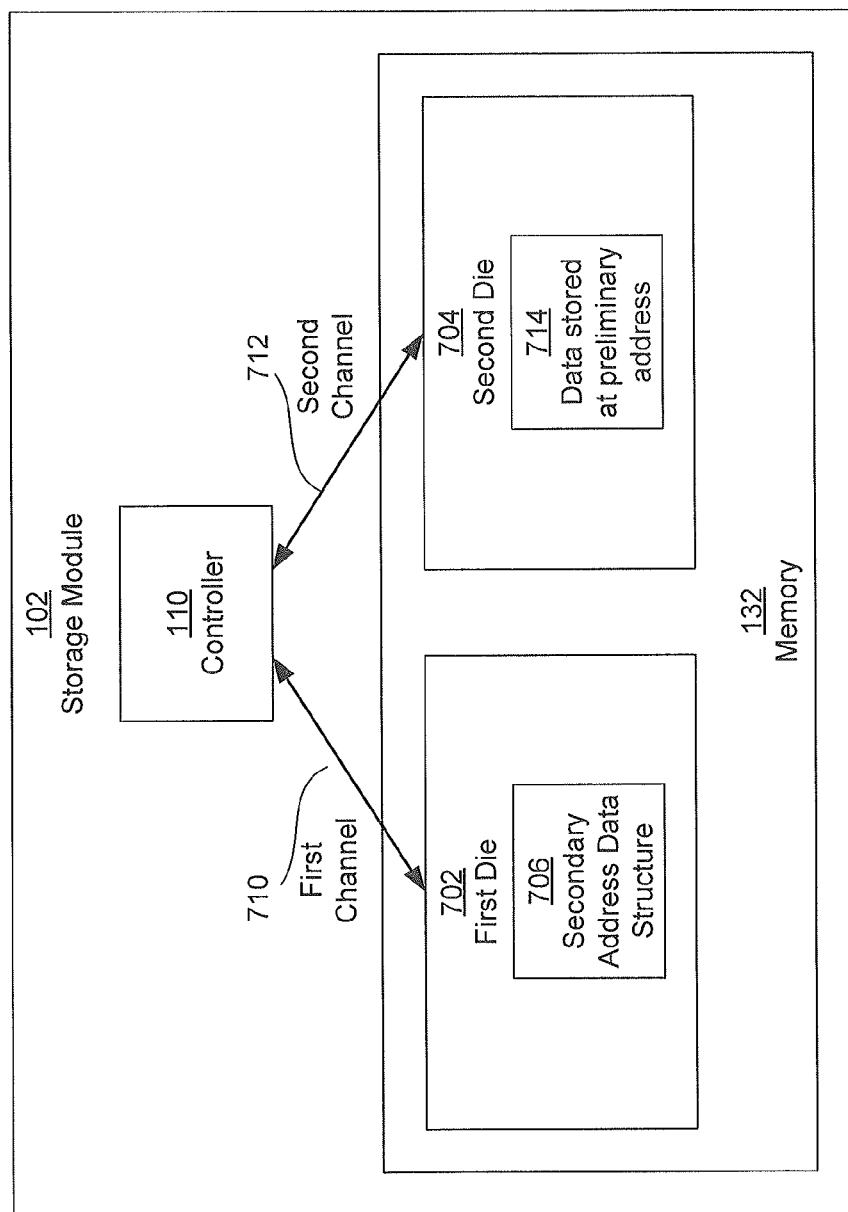 102
Storage Module
110
Controller
710
First
Channel
712
Second
Channel
702
First Die
706
Secondary
Address Data
Structure
704
Second Die
714
Data stored
at preliminary
address
132
Memory